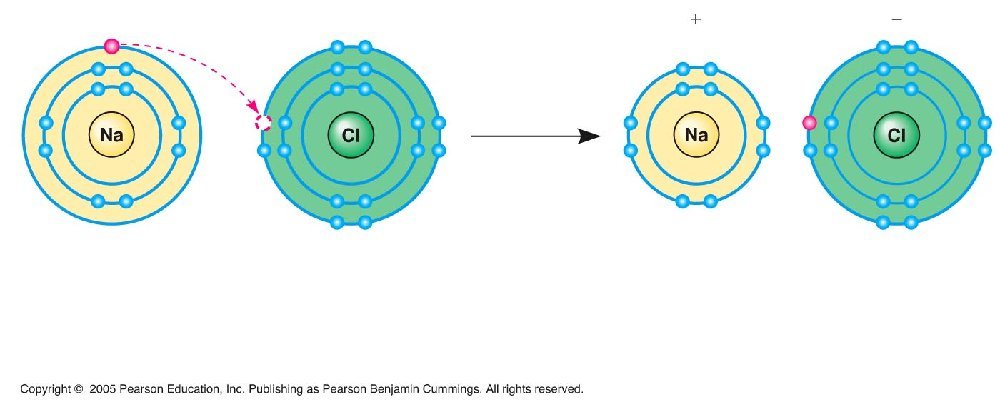 + −
Na Cl Na Cl
Copyright © 2005 Pearson Education, Inc. Publishing as Pearson Benjamin Cummings. All rights reserved.